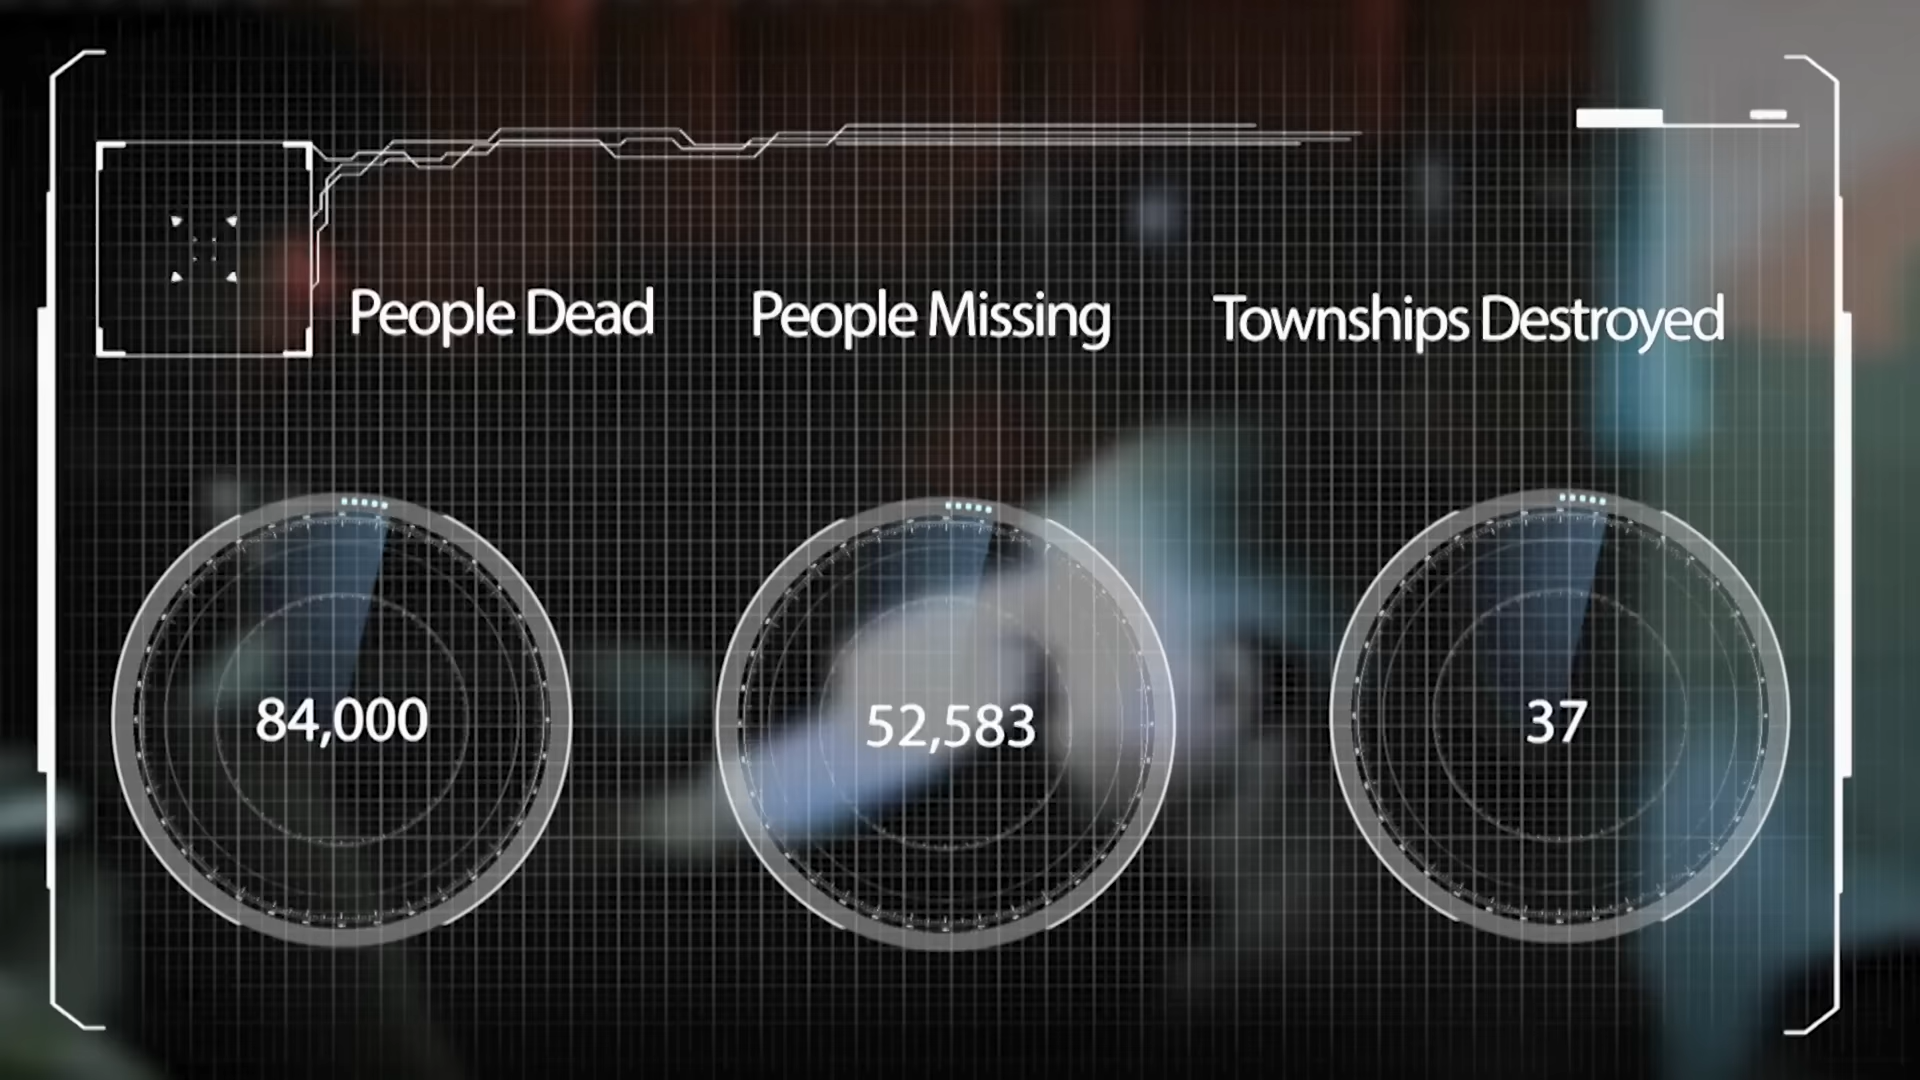 People Dead
People Missing
Townships Destroyed
84,000
52,583
37